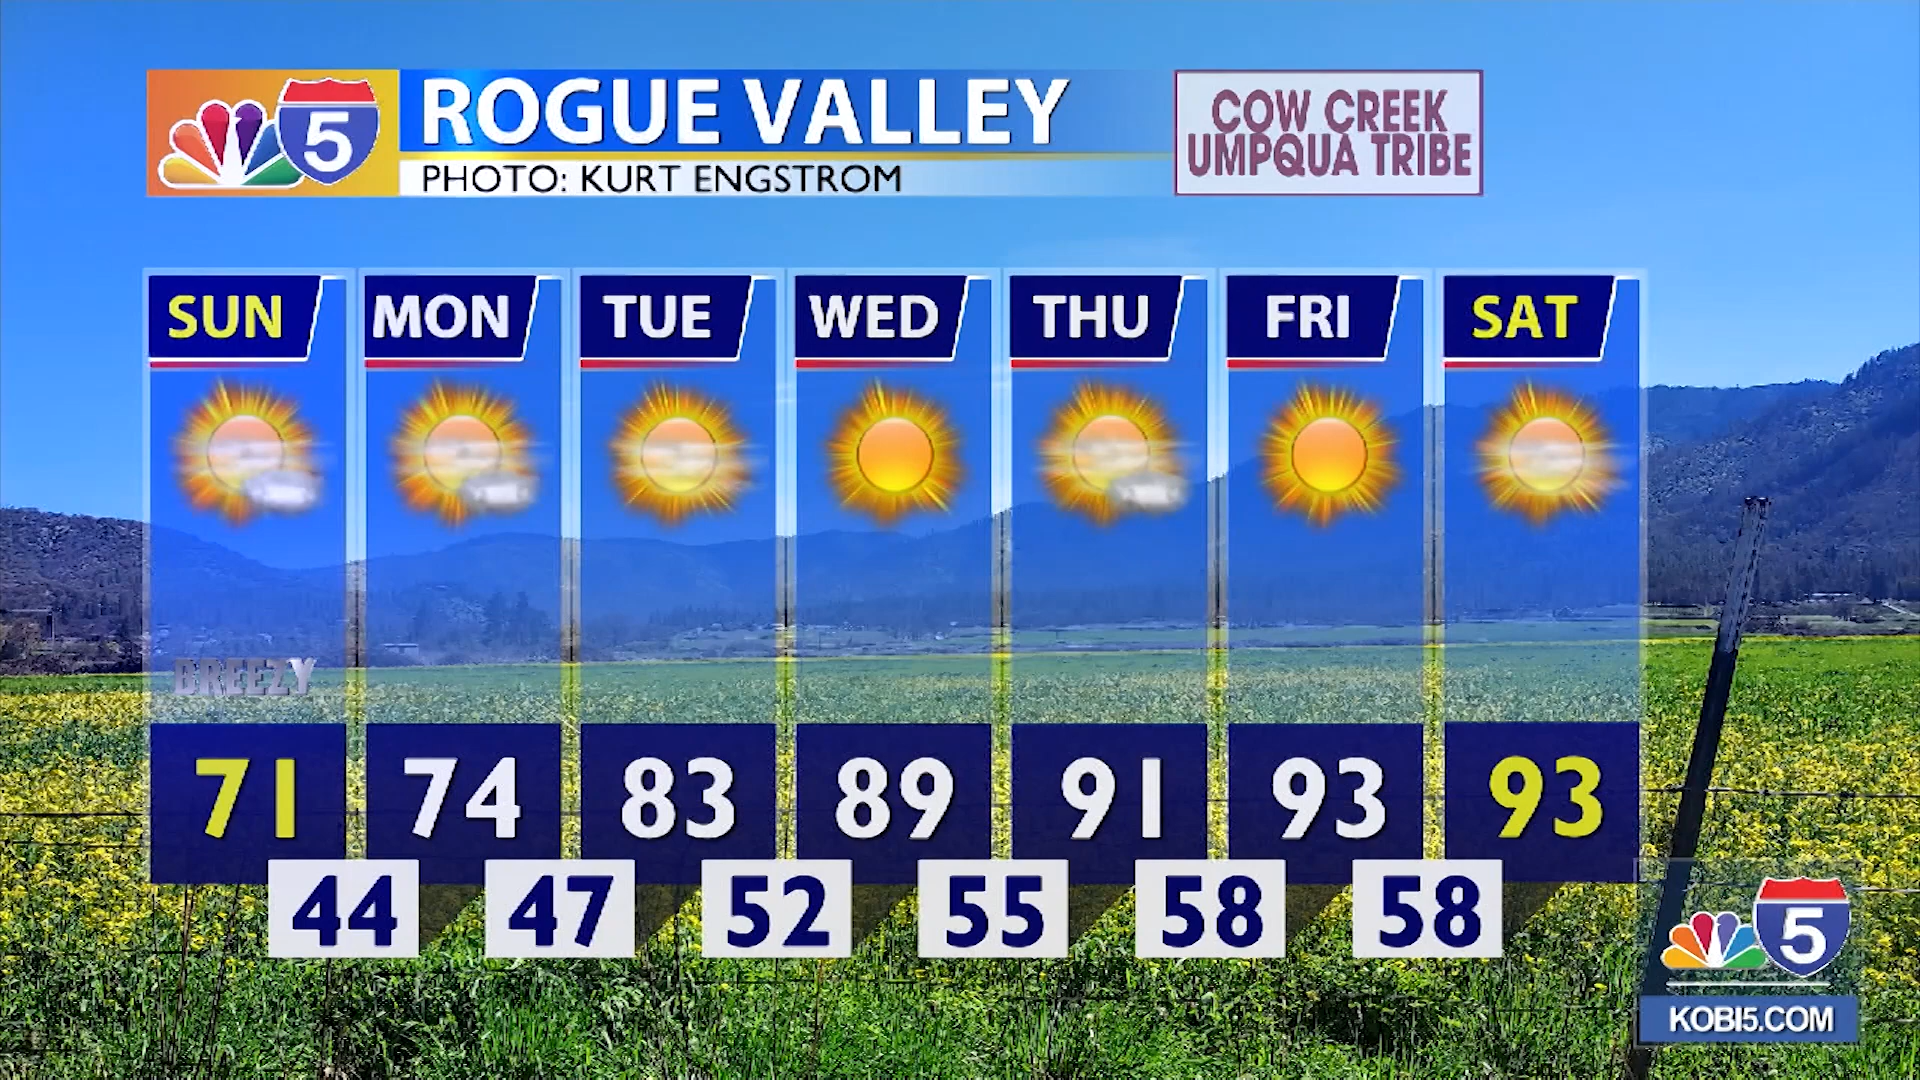 5 ROGUE VALLEY
PHOTO: KURT ENGSTROM
COW CREEK
UMPQUA TRIBE
SUN MON TUE WED THU FRI SAT
BREEZY
71 74 83 89 91 93 93
44 47 52 55 58 58
5
KOBI5.COM